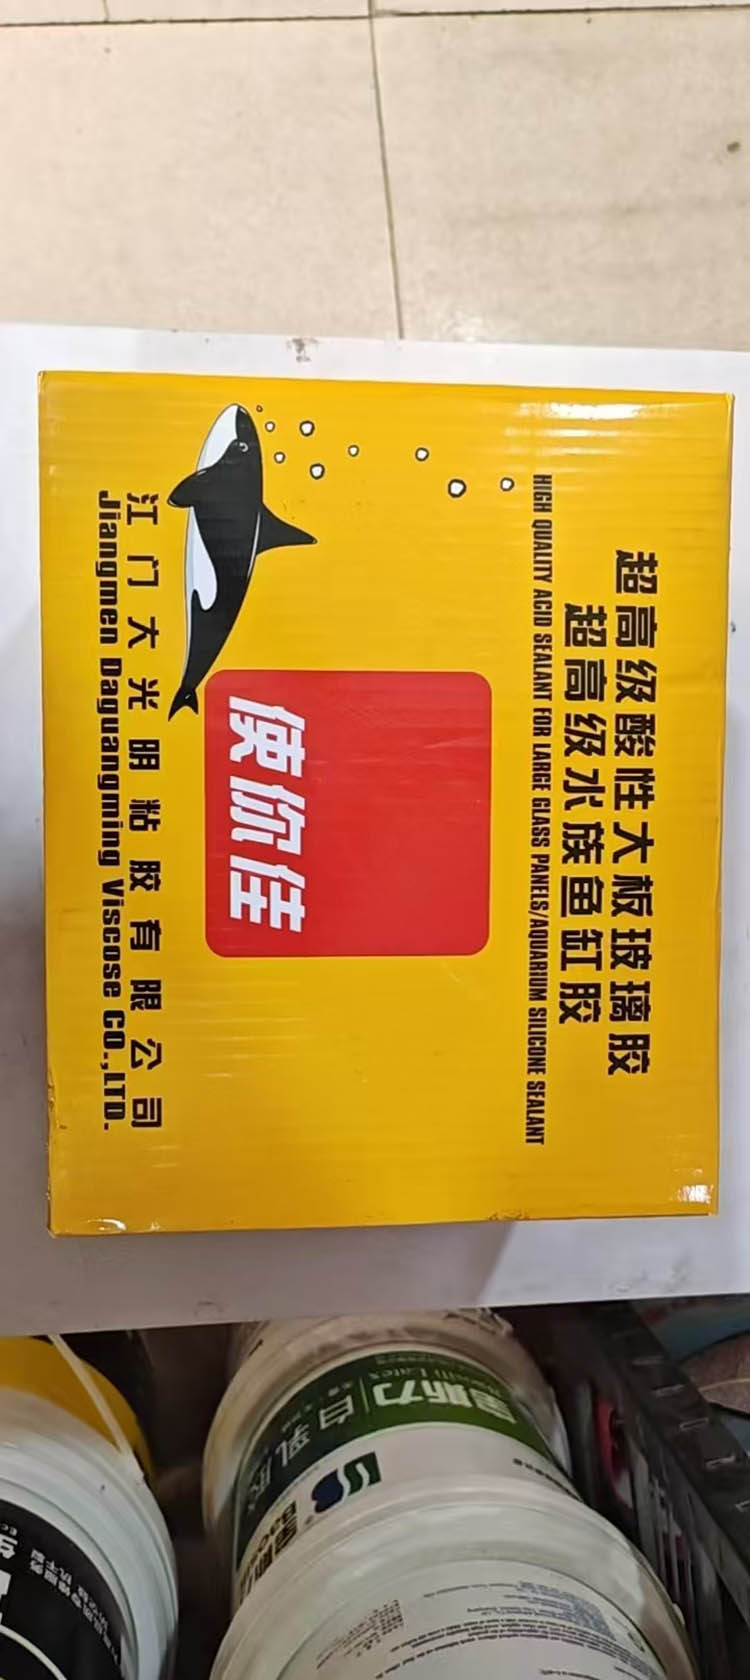 超高级酸性大板玻璃胶
超高级水族鱼缸胶
HIGH QUALITY ACID SEALANT FOR LARGE GLASS PANELS/AQUARIUM SILICONE SEALANT
使你佳
江门大光明粘胶有限公司
Jiangmen Daguangming Viscose CO.,LTD.
白乳胶